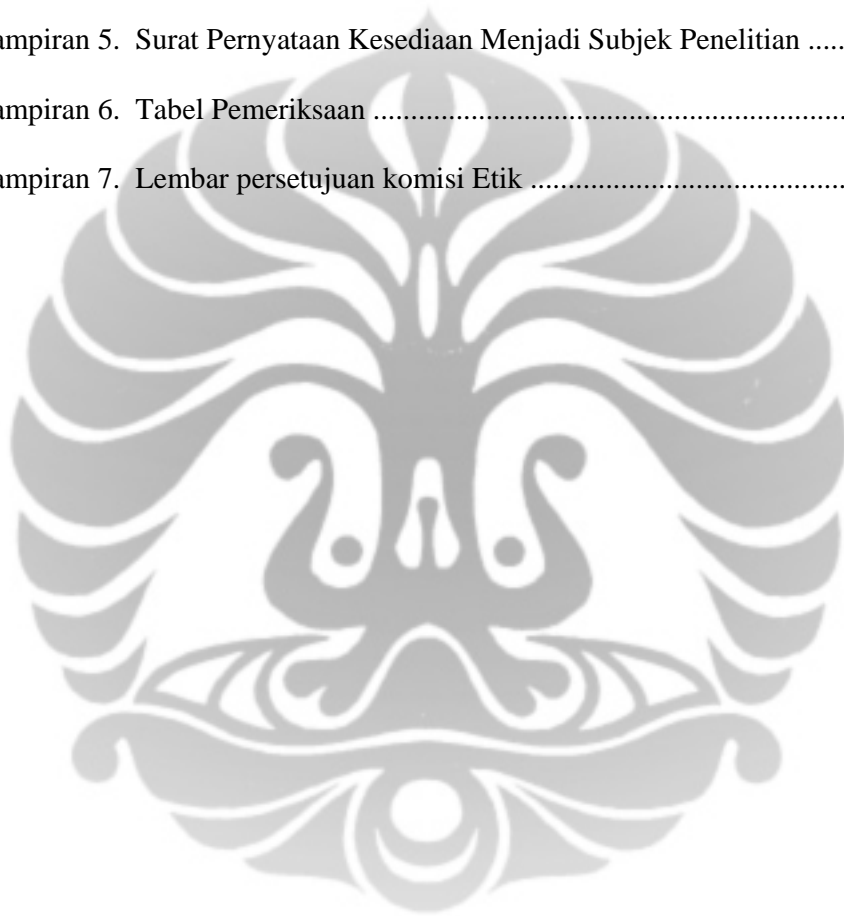 ampiran 5. Surat Pernyataan Kesediaan Menjadi Subjek Penelitian .....
ampiran 6. Tabel Pemeriksaan ................................................................
ampiran 7. Lembar persetujuan komisi Etik ...........................................